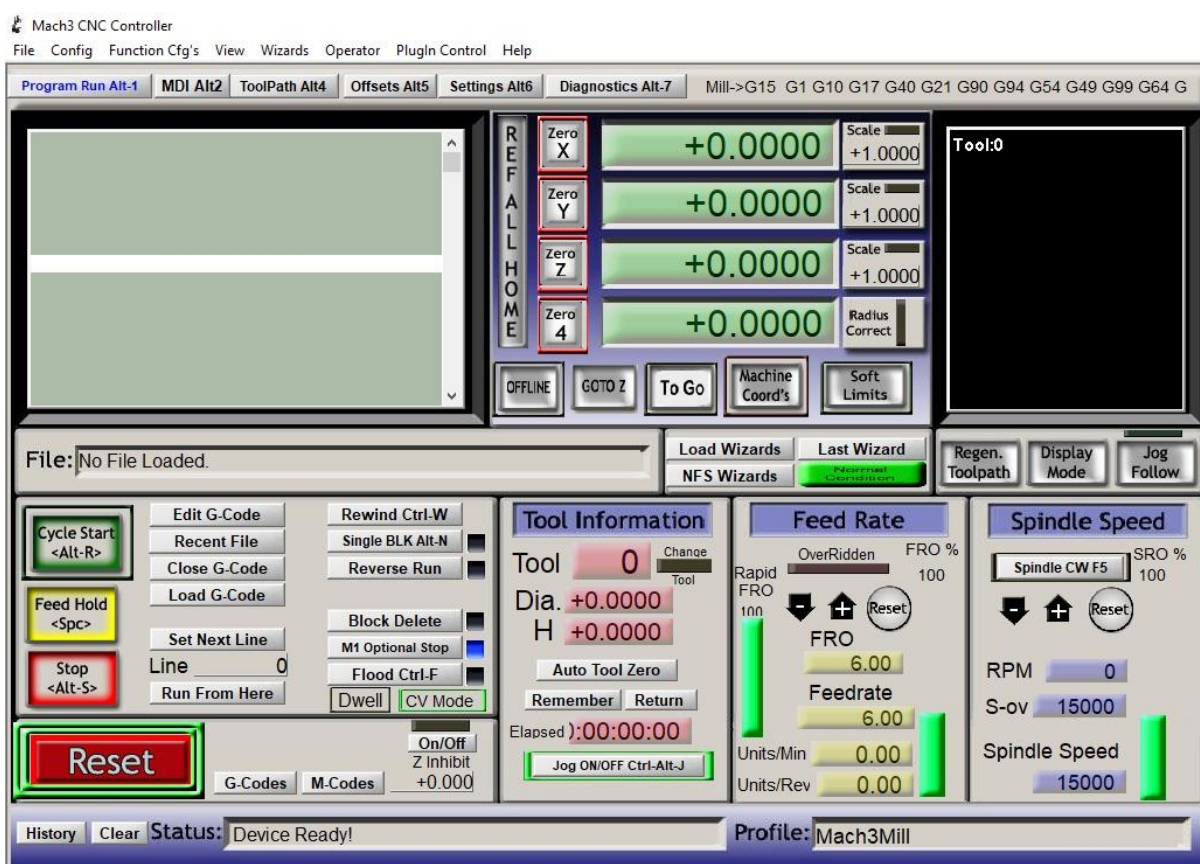 Mach3 CNC Controller
File Config Function Cfg's View Wizards Operator PlugIn Control Help
Program Run Alt-1 MDI Alt2 ToolPath Alt4 Offsets Alt5 Settings Alt6 Diagnostics Alt-7 Mill->G15 G1 G10 G17 G40 G21 G90 G94 G54 G49 G99 G64 G
REF ALL HOME
Zero X +0.0000 Scale +1.0000
Zero Y +0.0000 Scale +1.0000
Zero Z +0.0000 Scale +1.0000
Zero 4 +0.0000 Radius Correct
OFFLINE GOTO Z To Go Machine Coord's Soft Limits
Tool:0
File: No File Loaded.
Load Wizards Last Wizard
NFS Wizards Normal Condition
Regen. Toolpath Display Mode Jog Follow
Cycle Start <Alt-R>
Feed Hold <Spc>
Stop <Alt-S>
Edit G-Code
Recent File
Close G-Code
Load G-Code
Set Next Line
Line 0
Run From Here
Rewind Ctrl-W
Single BLK Alt-N
Reverse Run
Block Delete
M1 Optional Stop
Flood Ctrl-F
Dwell CV Mode
Reset
G-Codes M-Codes
On/Off
Z Inhibit
+0.000
Tool Information
Tool 0 Change Tool
Dia. +0.0000
H +0.0000
Auto Tool Zero
Remember Return
Elapsed ):00:00:00
Jog ON/OFF Ctrl-Alt-J
Feed Rate
OverRidden FRO %
100
Rapid FRO
100
Reset
FRO
6.00
Feedrate
6.00
Units/Min 0.00
Units/Rev 0.00
Spindle Speed
Spindle CW F5 SRO %
100
Reset
RPM 0
S-ov 15000
Spindle Speed
15000
History Clear Status: Device Ready! Profile: Mach3Mill